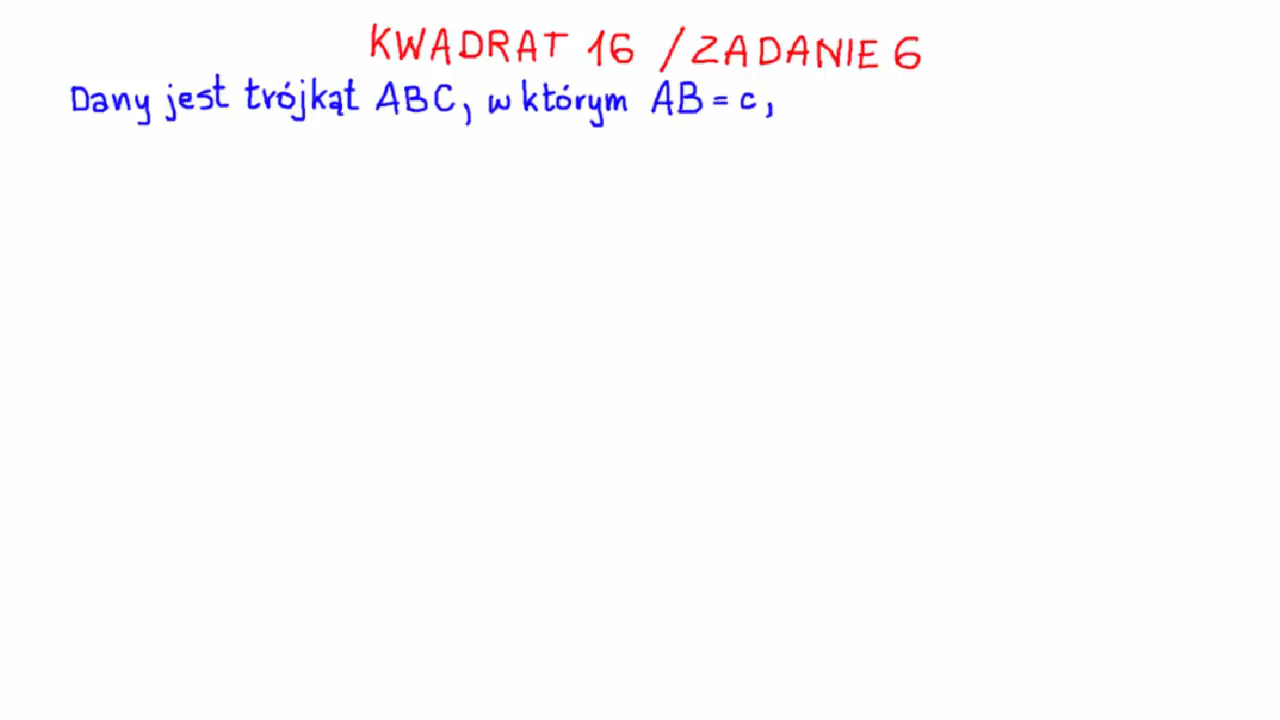 KWADRAT 16 / ZADANIE 6
Dany jest trójkąt ABC, w którym AB = c,